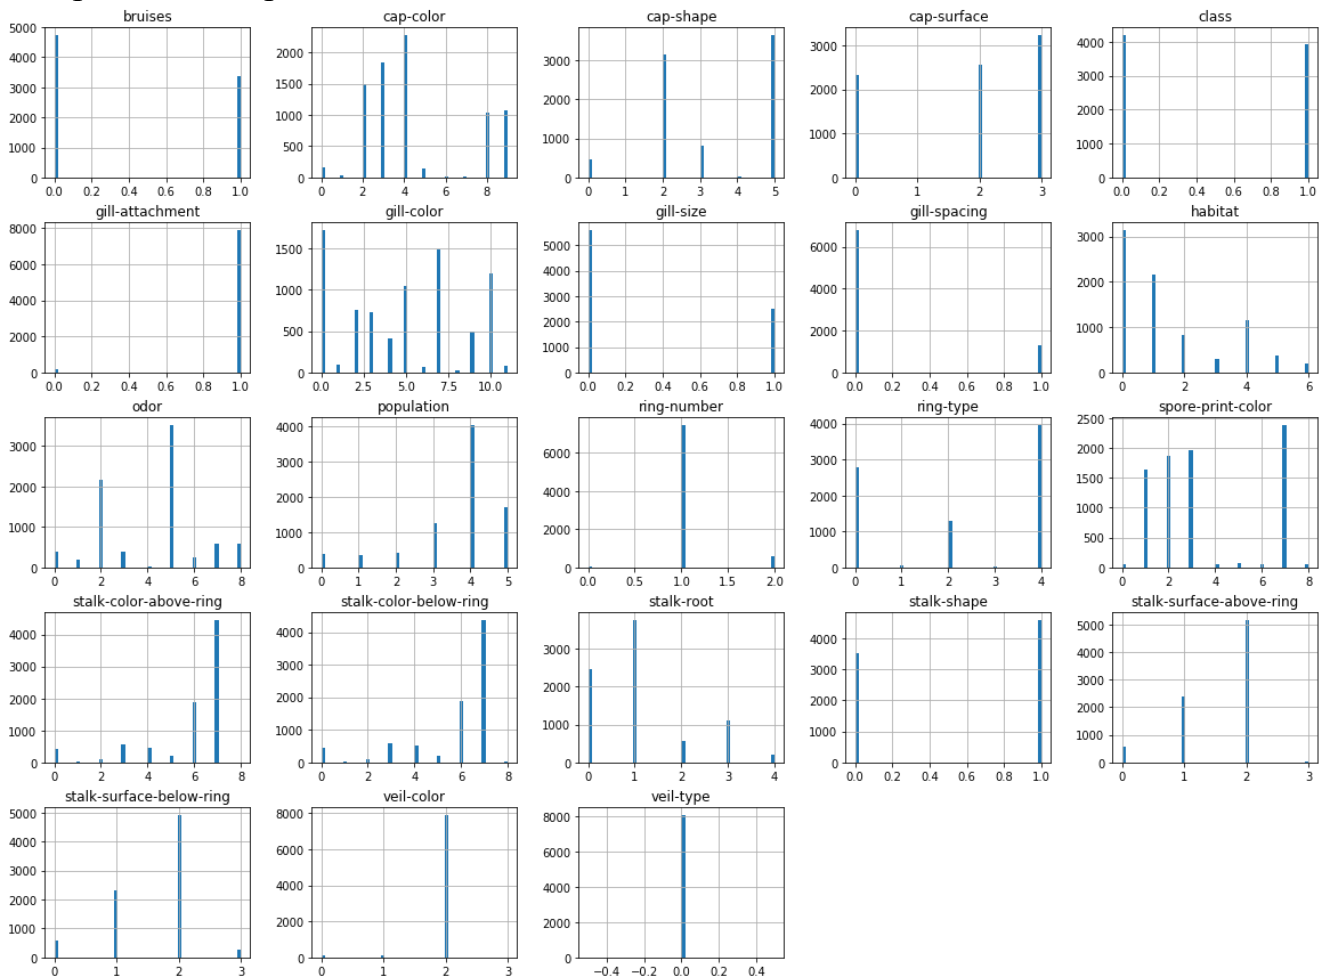 bruises
5000
4000
3000
2000
1000
0
0.0 0.2 0.4 0.6 0.8 1.0
cap-color
2000
1500
1000
500
0
0 2 4 6 8
cap-shape
3000
2000
1000
0
0 1 2 3 4 5
cap-surface
3000
2000
1000
0
0 1 2 3
class
4000
3000
2000
1000
0
0.0 0.2 0.4 0.6 0.8 1.0
gill-attachment
8000
6000
4000
2000
0
0.0 0.2 0.4 0.6 0.8 1.0
gill-color
1500
1000
500
0
0.0 2.5 5.0 7.5 10.0
gill-size
5000
4000
3000
2000
1000
0
0.0 0.2 0.4 0.6 0.8 1.0
gill-spacing
6000
4000
2000
0
0.0 0.2 0.4 0.6 0.8 1.0
habitat
3000
2000
1000
0
0 2 4 6
odor
3000
2000
1000
0
0 2 4 6 8
population
4000
3000
2000
1000
0
0 1 2 3 4 5
ring-number
6000
4000
2000
0
0.0 0.5 1.0 1.5 2.0
ring-type
4000
3000
2000
1000
0
0 1 2 3 4
spore-print-color
2500
2000
1500
1000
500
0
0 2 4 6 8
stalk-color-above-ring
4000
3000
2000
1000
0
0 2 4 6 8
stalk-color-below-ring
4000
3000
2000
1000
0
0 2 4 6 8
stalk-root
3000
2000
1000
0
0 1 2 3 4
stalk-shape
4000
3000
2000
1000
0
0.0 0.2 0.4 0.6 0.8 1.0
stalk-surface-above-ring
5000
4000
3000
2000
1000
0
0 1 2 3
stalk-surface-below-ring
5000
4000
3000
2000
1000
0
0 1 2 3
veil-color
8000
6000
4000
2000
0
0 1 2 3
veil-type
8000
6000
4000
2000
0
−0.4 −0.2 0.0 0.2 0.4